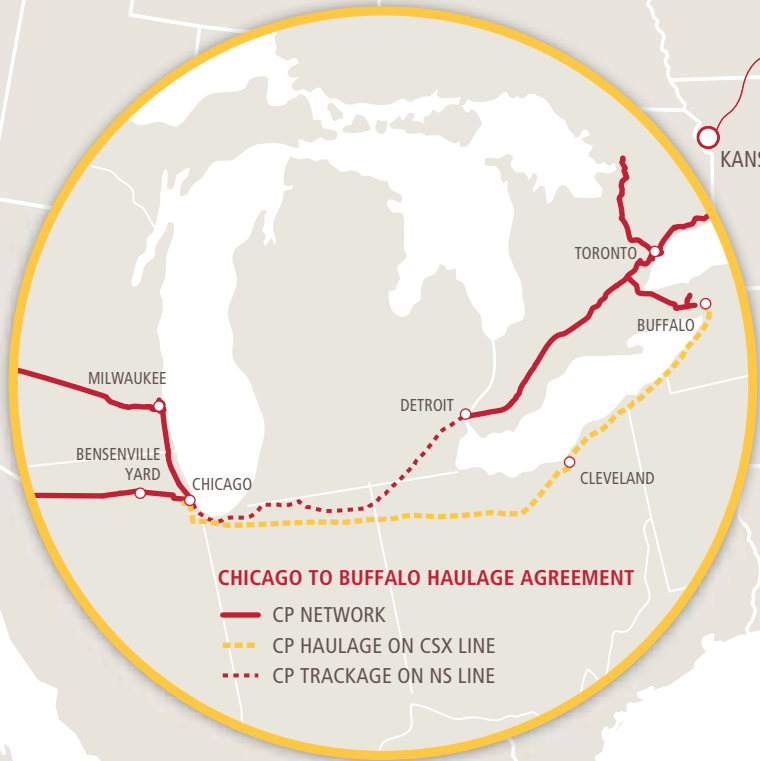 KANS
TORONTO
BUFFALO
MILWAUKEE
DETROIT
BENSENVILLE
YARD
CHICAGO
CLEVELAND
CHICAGO TO BUFFALO HAULAGE AGREEMENT
CP NETWORK
CP HAULAGE ON CSX LINE
CP TRACKAGE ON NS LINE